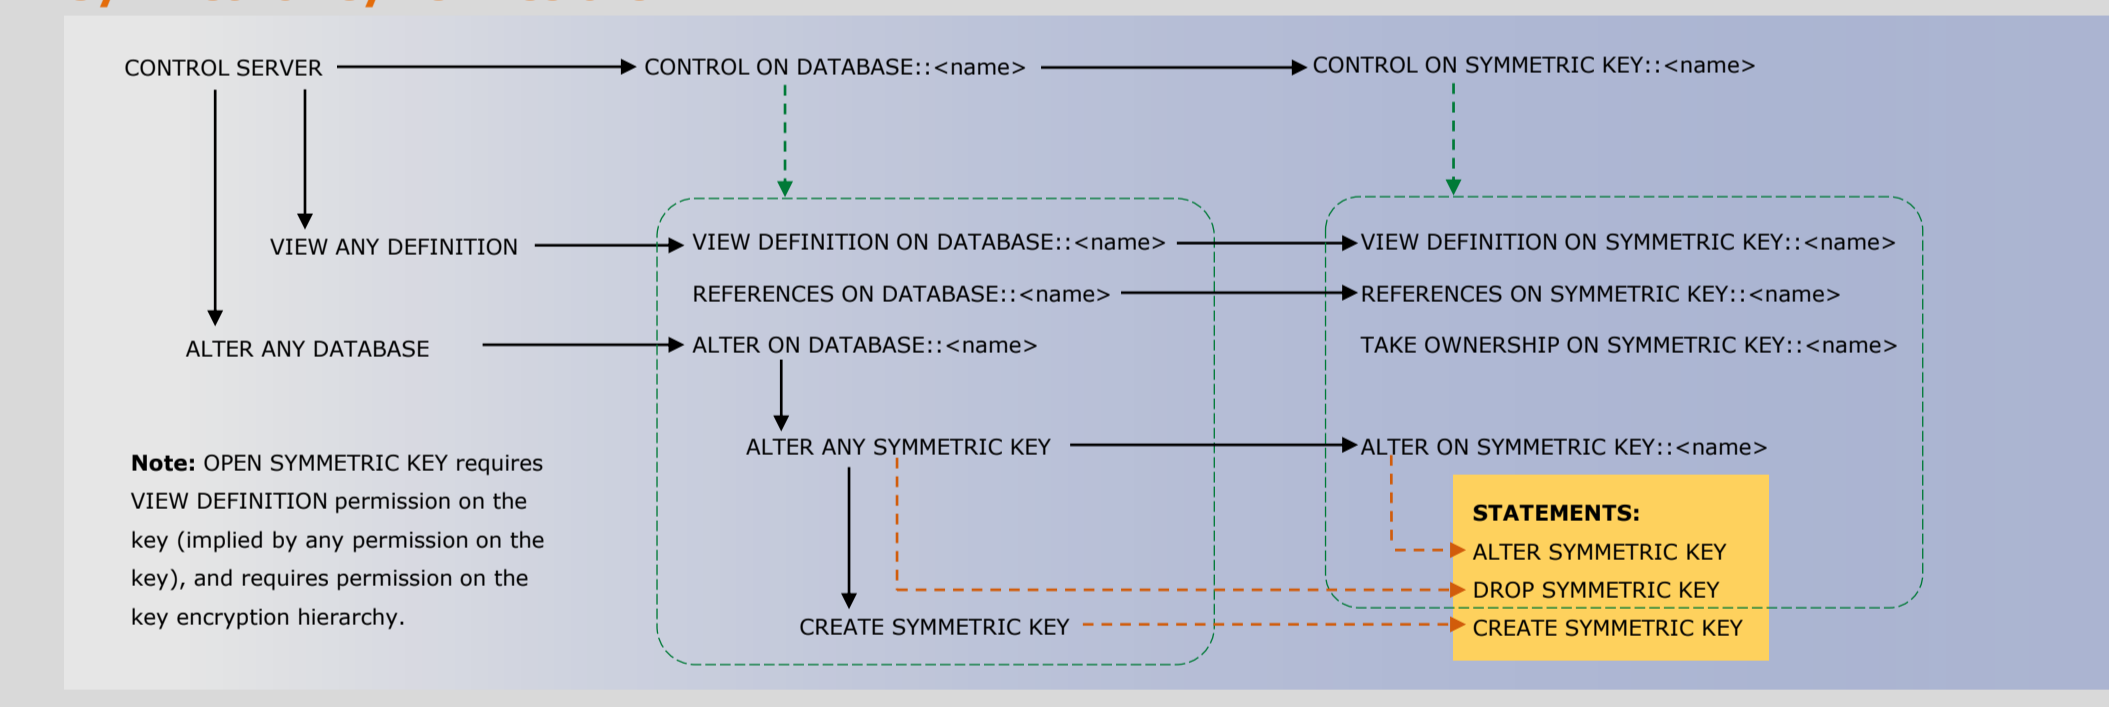 CONTROL SERVER
CONTROL ON DATABASE::<name>
CONTROL ON SYMMETRIC KEY::<name>
VIEW ANY DEFINITION
VIEW DEFINITION ON DATABASE::<name>
VIEW DEFINITION ON SYMMETRIC KEY::<name>
REFERENCES ON DATABASE::<name>
REFERENCES ON SYMMETRIC KEY::<name>
ALTER ANY DATABASE
ALTER ON DATABASE::<name>
TAKE OWNERSHIP ON SYMMETRIC KEY::<name>
ALTER ANY SYMMETRIC KEY
ALTER ON SYMMETRIC KEY::<name>
Note: OPEN SYMMETRIC KEY requires
VIEW DEFINITION permission on the
key (implied by any permission on the
key), and requires permission on the
key encryption hierarchy.
CREATE SYMMETRIC KEY
STATEMENTS:
ALTER SYMMETRIC KEY
DROP SYMMETRIC KEY
CREATE SYMMETRIC KEY